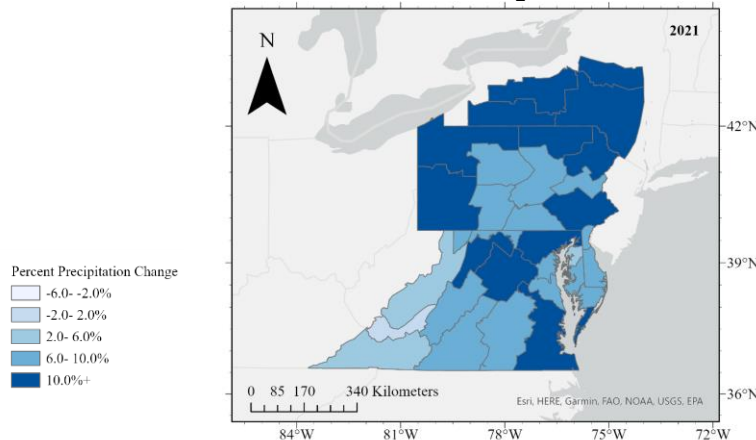 2021
N
42°N
39°N
36°N
Percent Precipitation Change
-6.0- -2.0%
-2.0- 2.0%
2.0- 6.0%
6.0- 10.0%
10.0%+
0 85 170 340 Kilometers
Esri, HERE, Garmin, FAO, NOAA, USGS, EPA
84°W 81°W 78°W 75°W 72°W